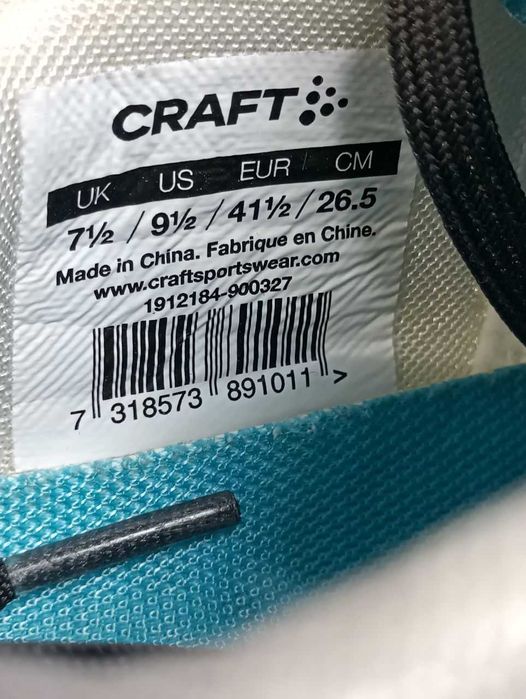 CRAFT
UK US EUR CM
7½ / 9½ / 41½ / 26.5
Made in China. Fabrique en Chine.
www.craftsportswear.com
1912184-900327
7 318573 891011 >